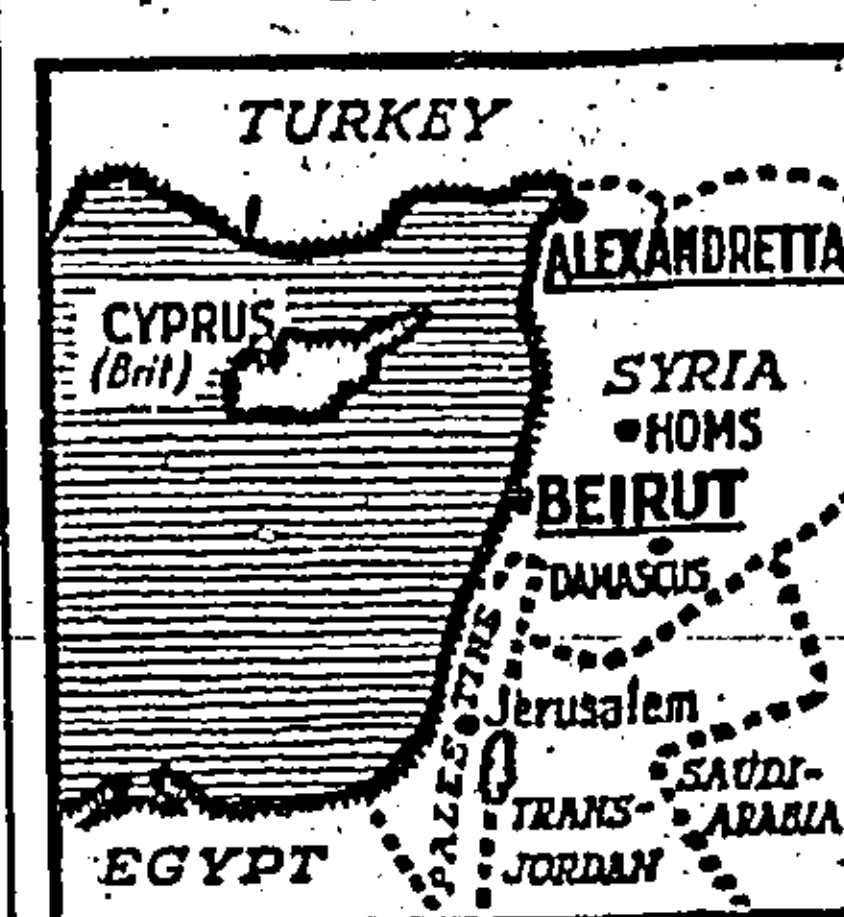 TURKEY
ALEXANDRETTA
CYPRUS
(Brit)
SYRIA
HOMS
BEIRUT
DAMASCUS
PALESTINE
Jerusalem
SAUDI-
ARABIA
TRANS-
JORDAN
EGYPT